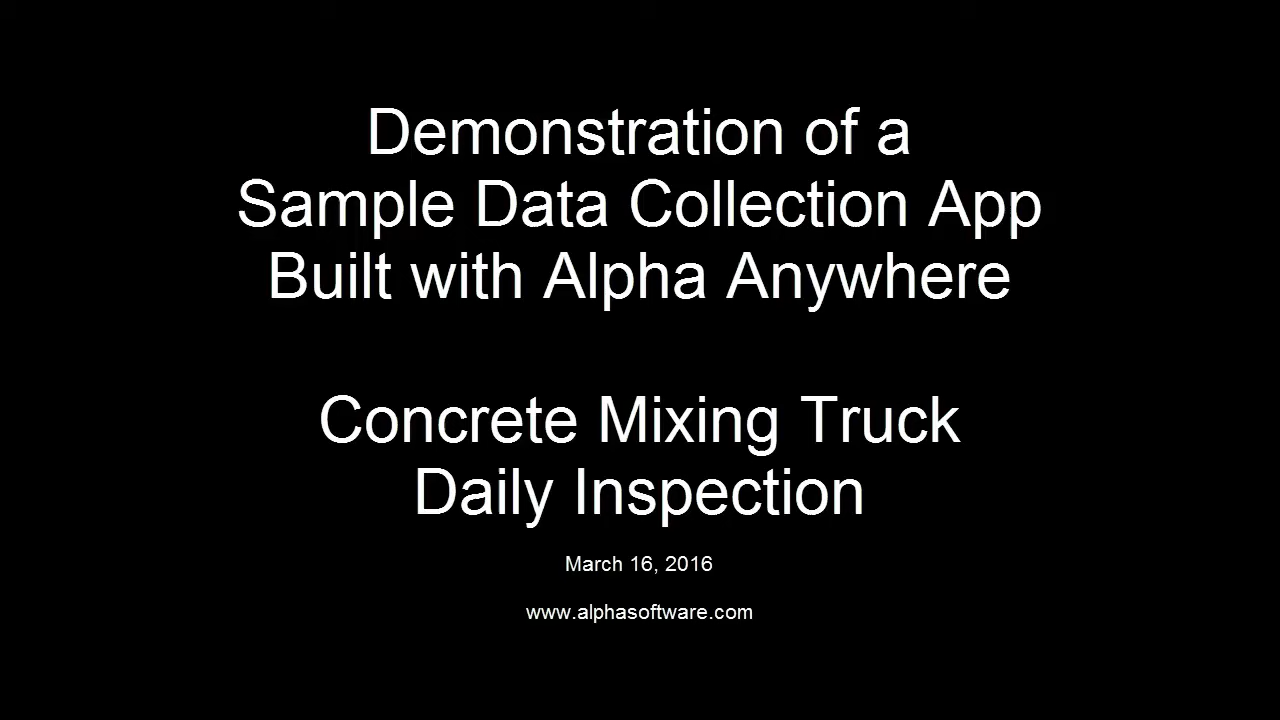 Demonstration of a
Sample Data Collection App
Built with Alpha Anywhere
Concrete Mixing Truck
Daily Inspection
March 16, 2016
www.alphasoftware.com